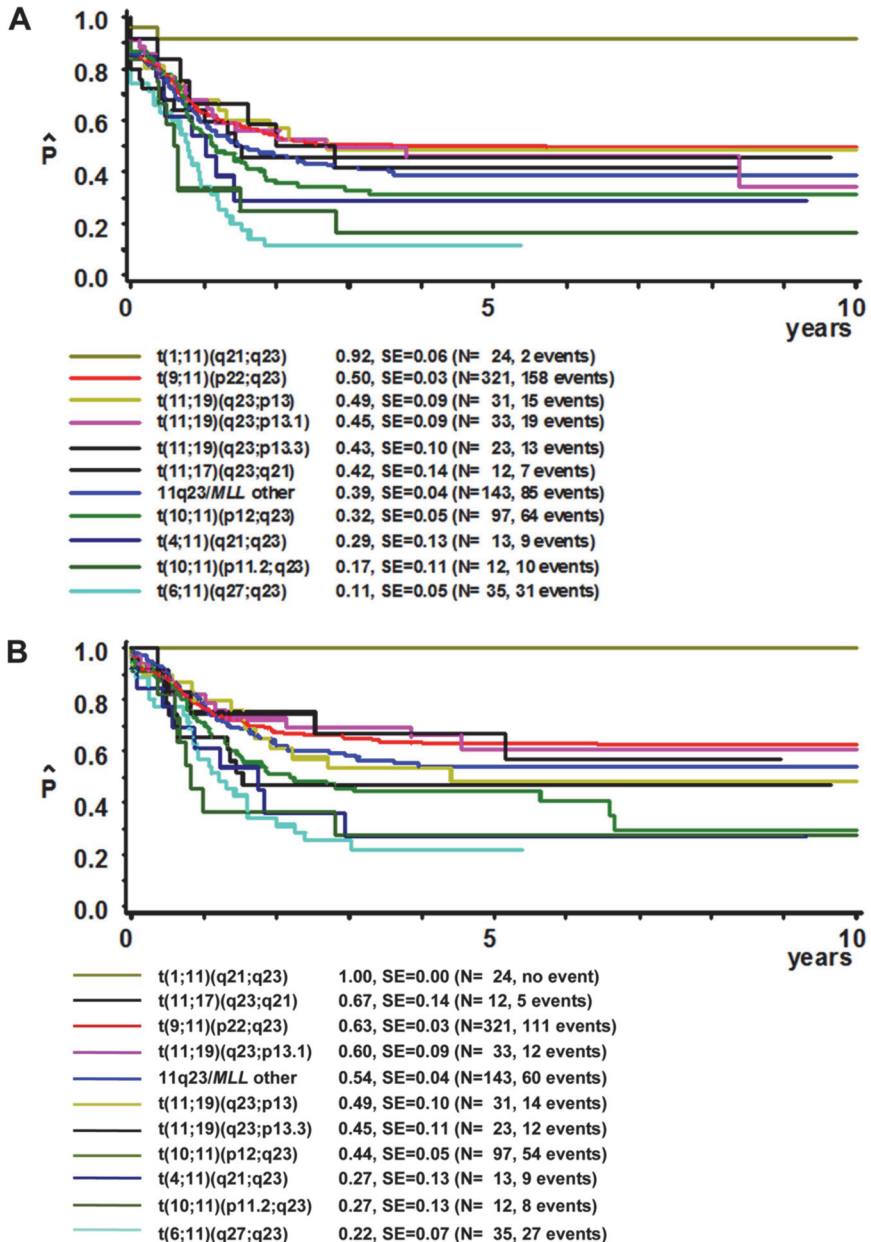 A
1.0
0.8
0.6
P̂
0.4
0.2
0.0
0 5 10
years
t(1;11)(q21;q23) 0.92, SE=0.06 (N= 24, 2 events)
t(9;11)(p22;q23) 0.50, SE=0.03 (N=321, 158 events)
t(11;19)(q23;p13) 0.49, SE=0.09 (N= 31, 15 events)
t(11;19)(q23;p13.1) 0.45, SE=0.09 (N= 33, 19 events)
t(11;19)(q23;p13.3) 0.43, SE=0.10 (N= 23, 13 events)
t(11;17)(q23;q21) 0.42, SE=0.14 (N= 12, 7 events)
11q23/MLL other 0.39, SE=0.04 (N=143, 85 events)
t(10;11)(p12;q23) 0.32, SE=0.05 (N= 97, 64 events)
t(4;11)(q21;q23) 0.29, SE=0.13 (N= 13, 9 events)
t(10;11)(p11.2;q23) 0.17, SE=0.11 (N= 12, 10 events)
t(6;11)(q27;q23) 0.11, SE=0.05 (N= 35, 31 events)
B
1.0
0.8
0.6
P̂
0.4
0.2
0.0
0 5 10
years
t(1;11)(q21;q23) 1.00, SE=0.00 (N= 24, no event)
t(11;17)(q23;q21) 0.67, SE=0.14 (N= 12, 5 events)
t(9;11)(p22;q23) 0.63, SE=0.03 (N=321, 111 events)
t(11;19)(q23;p13.1) 0.60, SE=0.09 (N= 33, 12 events)
11q23/MLL other 0.54, SE=0.04 (N=143, 60 events)
t(11;19)(q23;p13) 0.49, SE=0.10 (N= 31, 14 events)
t(11;19)(q23;p13.3) 0.45, SE=0.11 (N= 23, 12 events)
t(10;11)(p12;q23) 0.44, SE=0.05 (N= 97, 54 events)
t(4;11)(q21;q23) 0.27, SE=0.13 (N= 13, 9 events)
t(10;11)(p11.2;q23) 0.27, SE=0.13 (N= 12, 8 events)
t(6;11)(q27;q23) 0.22, SE=0.07 (N= 35, 27 events)